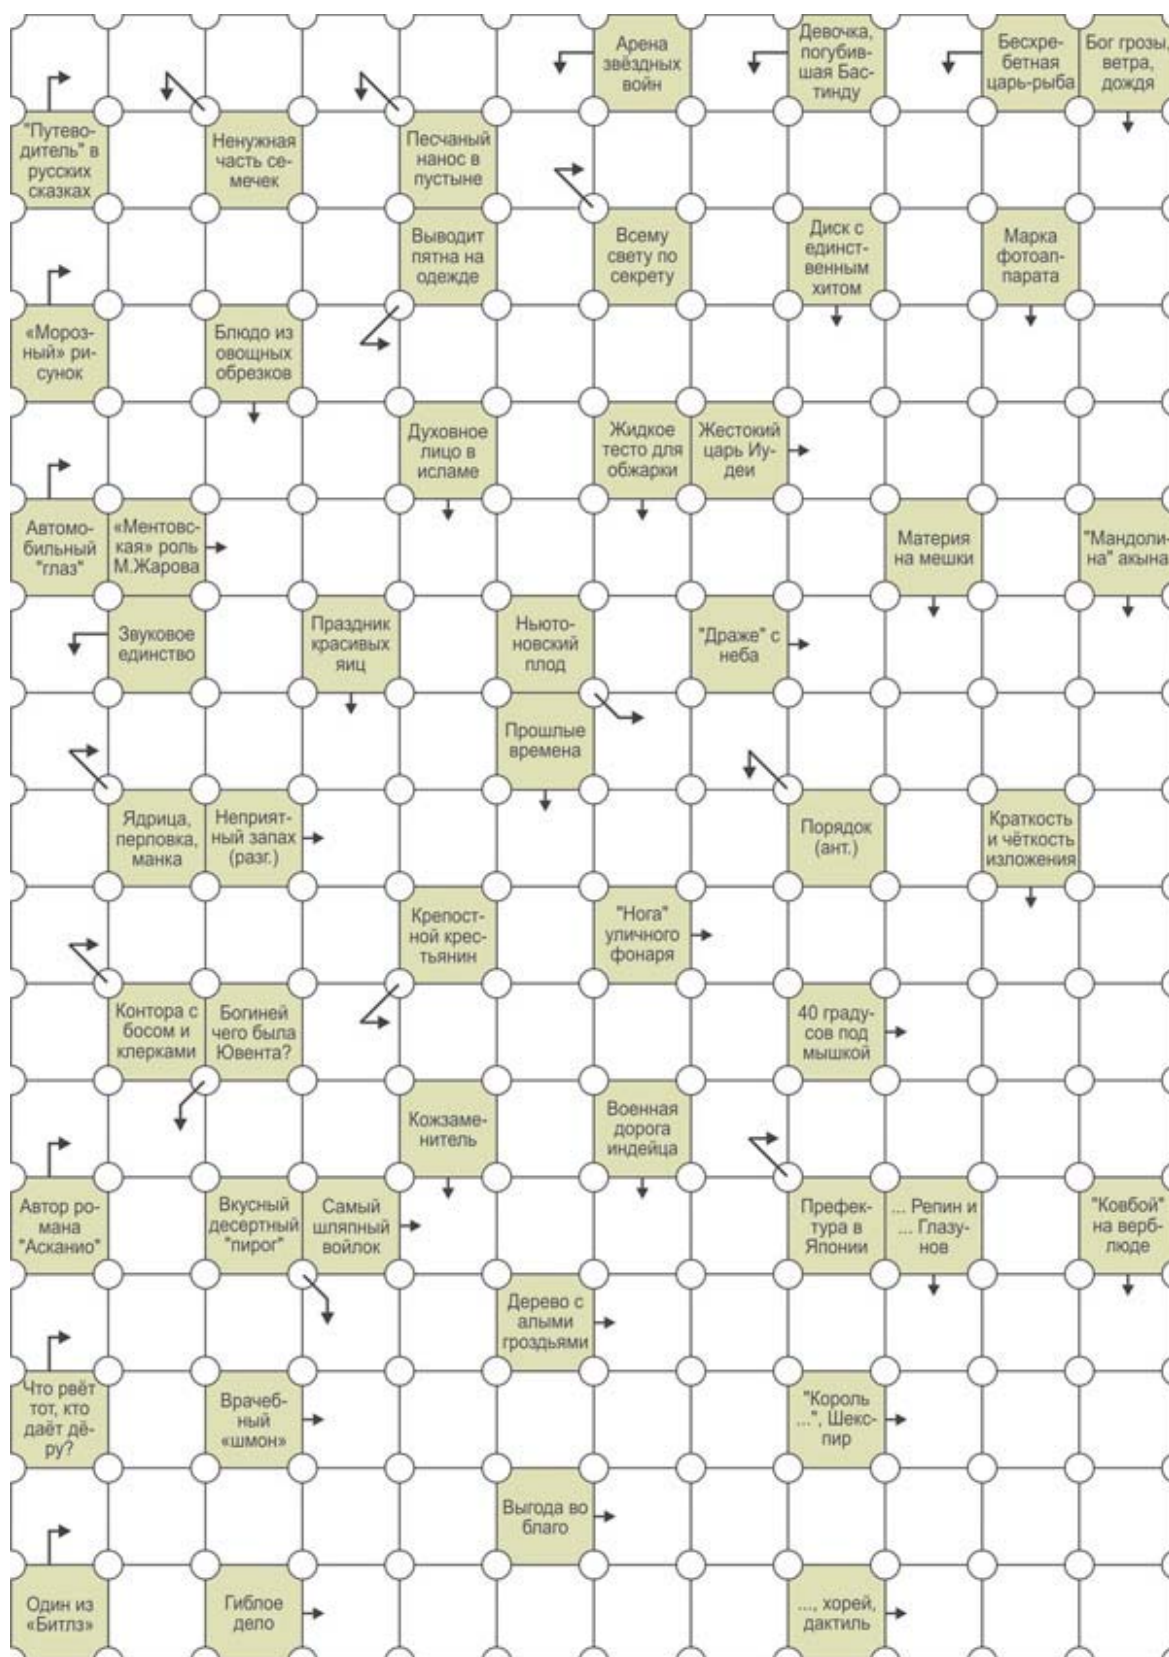 Арена
звёздных
войн
Девочка,
погубив-
шая Бас-
тинду
Бесхре-
бетная
царь-рыба
Бог грозы,
ветра,
дождя
"Путево-
дитель" в
русских
сказках
Ненужная
часть се-
мечек
Песчаный
нанос в
пустыне
Выводит
пятна на
одежде
Всему
свету по
секрету
Диск с
единст-
венным
хитом
Марка
фотоап-
парата
«Мороз-
ный» ри-
сунок
Блюдо из
овощных
обрезков
Духовное
лицо в
исламе
Жидкое
тесто для
обжарки
Жестокий
царь Иу-
деи
Автомо-
бильный
"глаз"
«Ментовс-
кая» роль
М.Жарова
Материя
на мешки
"Мандоли-
на" акына
Звуковое
единство
Праздник
красивых
яиц
Ньюто-
новский
плод
"Драже" с
неба
Прошлые
времена
Ядрица,
перловка,
манка
Неприят-
ный запах
(разг.)
Порядок
(ант.)
Краткость
и чёткость
изложения
Крепост-
ной крес-
тьянин
"Нога"
уличного
фонаря
Контора с
босом и
клерками
Богиней
чего была
Ювента?
40 граду-
сов под
мышкой
Кожзаме-
нитель
Военная
дорога
индейца
Автор ро-
мана
"Асканио"
Вкусный
десертный
"пирог"
Самый
шляпный
войлок
Префек-
тура в
Японии
... Репин и
... Глазу-
нов
"Ковбой"
на верб-
люде
Дерево с
алыми
гроздьями
Что рвёт
тот, кто
даёт дё-
ру?
Врачеб-
ный
«шмон»
"Король
...", Шекс-
пир
Выгода во
благо
Один из
«Битлз»
Гиблое
дело
..., хорей,
дактиль